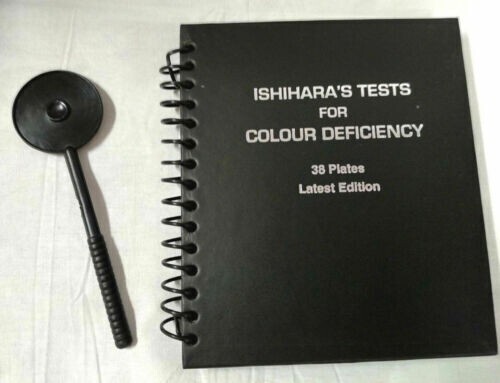 ISHIHARA'S TESTS
FOR
COLOUR DEFICIENCY
38 Plates
Latest Edition